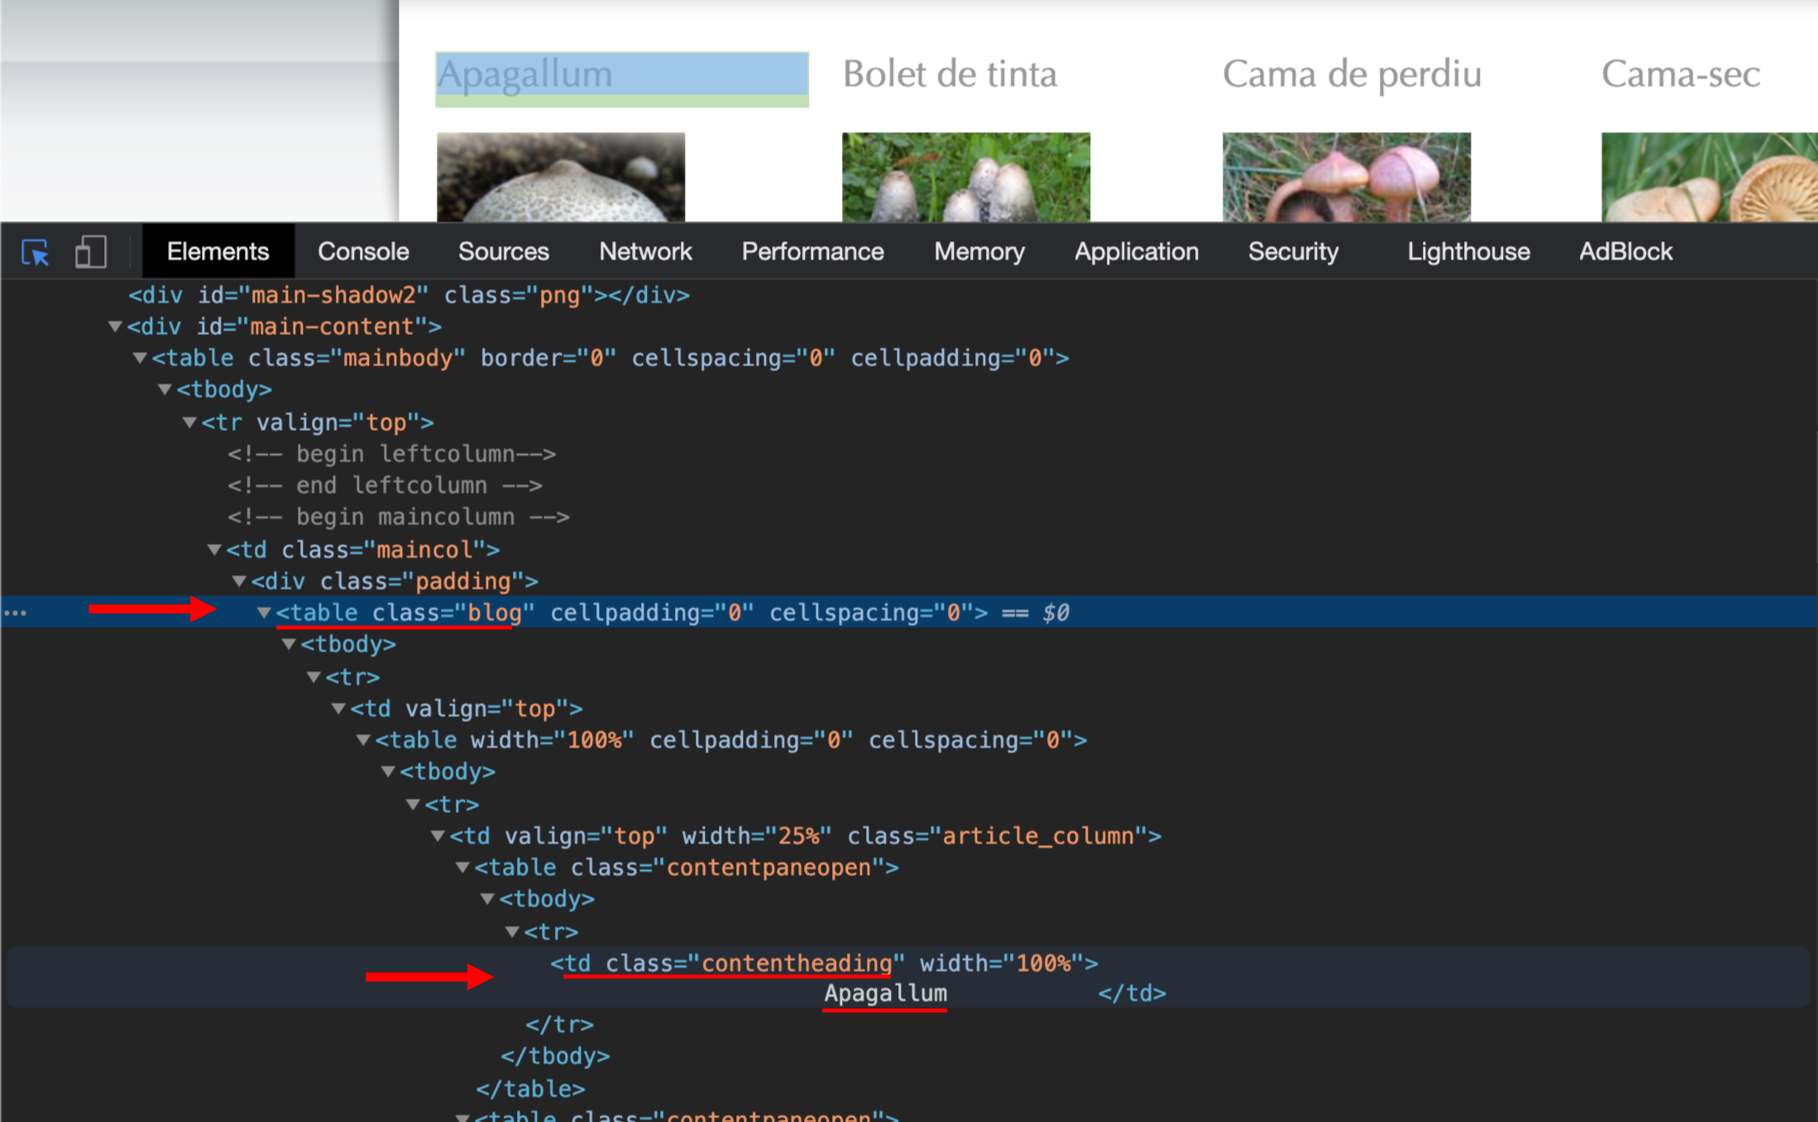 Apagallum Bolet de tinta Cama de perdiu Cama-sec
Elements Console Sources Network Performance Memory Application Security Lighthouse AdBlock
<div id="main-shadow2" class="png"></div>
<div id="main-content">
<table class="mainbody" border="0" cellspacing="0" cellpadding="0">
<tbody>
<tr valign="top">
<!-- begin leftcolumn-->
<!-- end leftcolumn -->
<!-- begin maincolumn -->
<td class="maincol">
<div class="padding">
<table class="blog" cellpadding="0" cellspacing="0"> == $0
<tbody>
<tr>
<td valign="top">
<table width="100%" cellpadding="0" cellspacing="0">
<tbody>
<tr>
<td valign="top" width="25%" class="article_column">
<table class="contentpaneopen">
<tbody>
<tr>
<td class="contentheading" width="100%">
Apagallum </td>
</tr>
</tbody>
</table>
<table class="contentpaneopen">